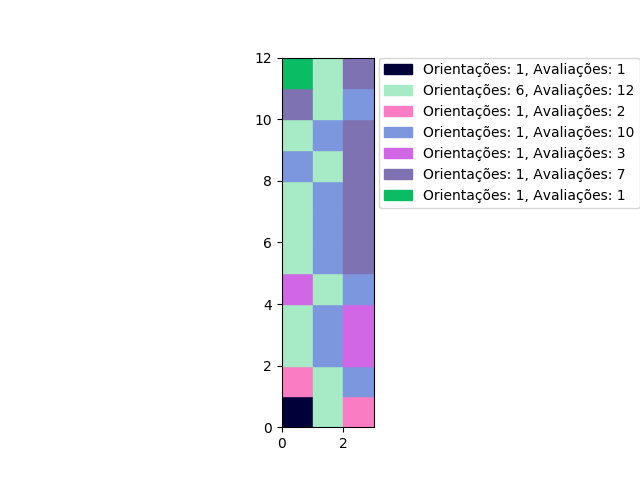 12
10
8
6
4
2
0
0 2
Orientações: 1, Avaliações: 1
Orientações: 6, Avaliações: 12
Orientações: 1, Avaliações: 2
Orientações: 1, Avaliações: 10
Orientações: 1, Avaliações: 3
Orientações: 1, Avaliações: 7
Orientações: 1, Avaliações: 1